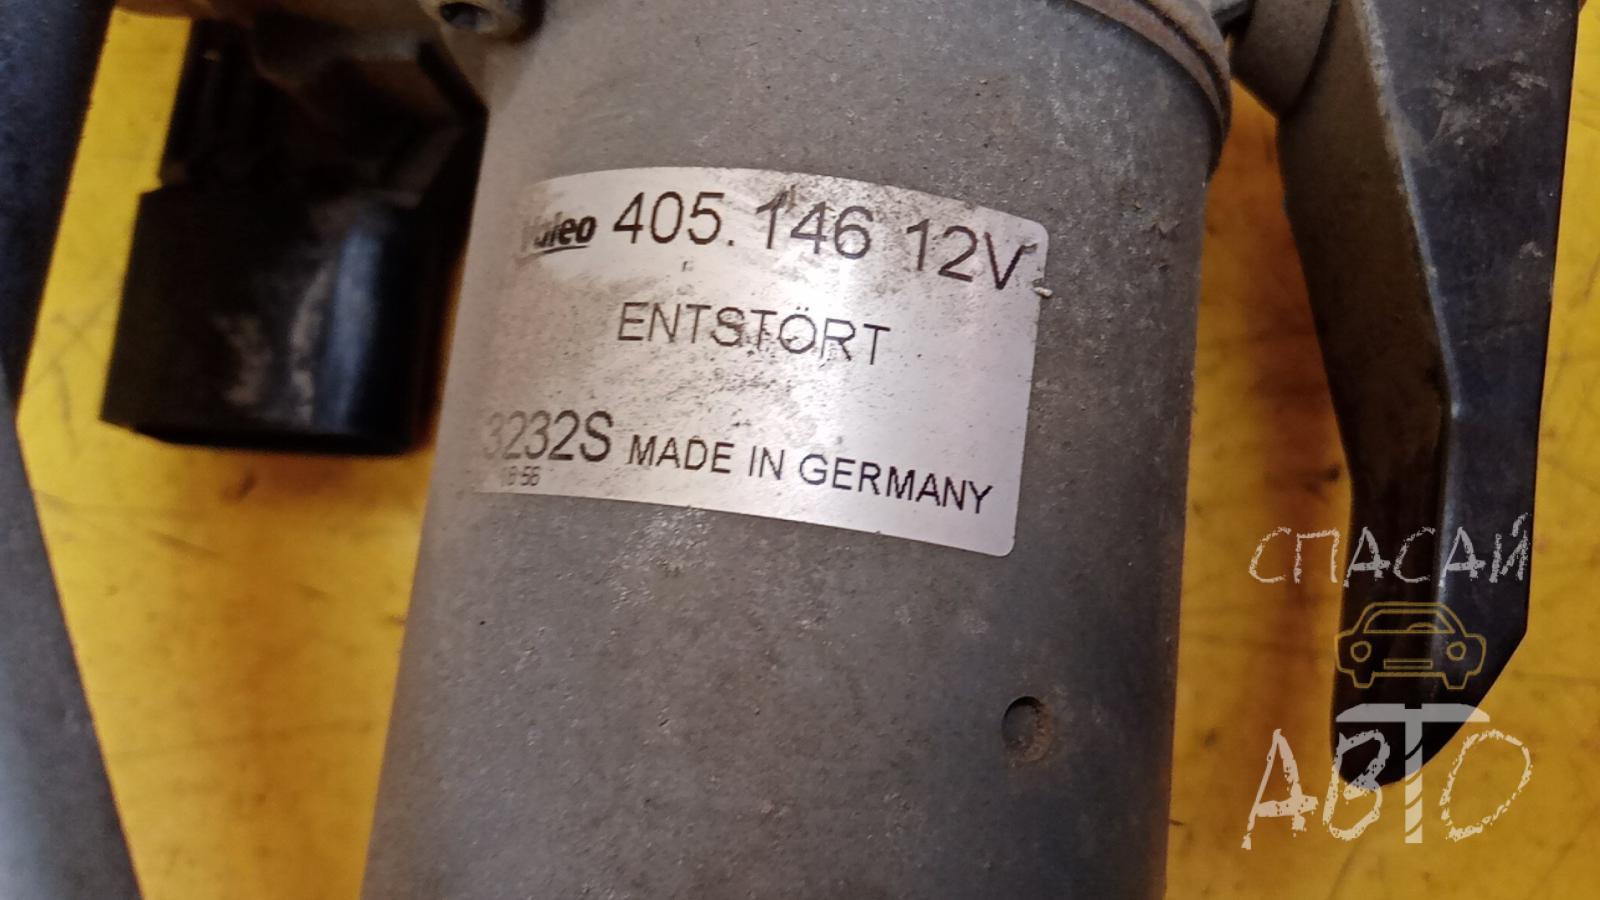 Valeo 405.146 12V
ENTSTÖRT
3232S MADE IN GERMANY
СПАСАЙ
АВТО